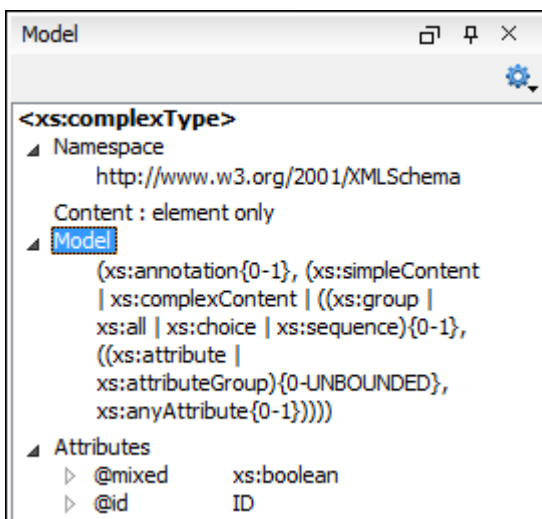 Model
<xs:complexType>
Namespace
http://www.w3.org/2001/XMLSchema
Content : element only
Model
(xs:annotation{0-1}, (xs:simpleContent
| xs:complexContent | ((xs:group |
xs:all | xs:choice | xs:sequence){0-1},
((xs:attribute |
xs:attributeGroup){0-UNBOUNDED},
xs:anyAttribute{0-1}))))
Attributes
@mixed xs:boolean
@id ID